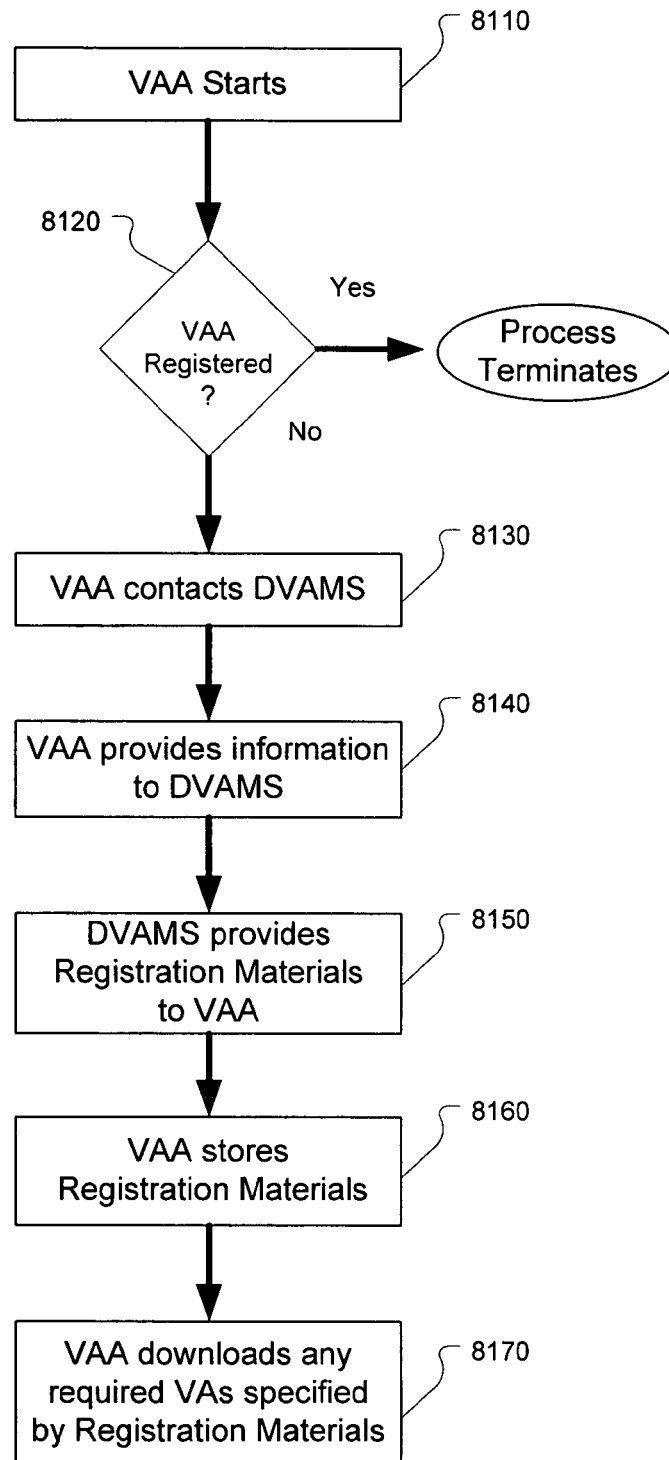 8110
VAA Starts
8120
Yes
VAA
Registered
?
Process
Terminates
No
8130
VAA contacts DVAMS
8140
VAA provides information
to DVAMS
8150
DVAMS provides
Registration Materials
to VAA
8160
VAA stores
Registration Materials
8170
VAA downloads any
required VAs specified
by Registration Materials